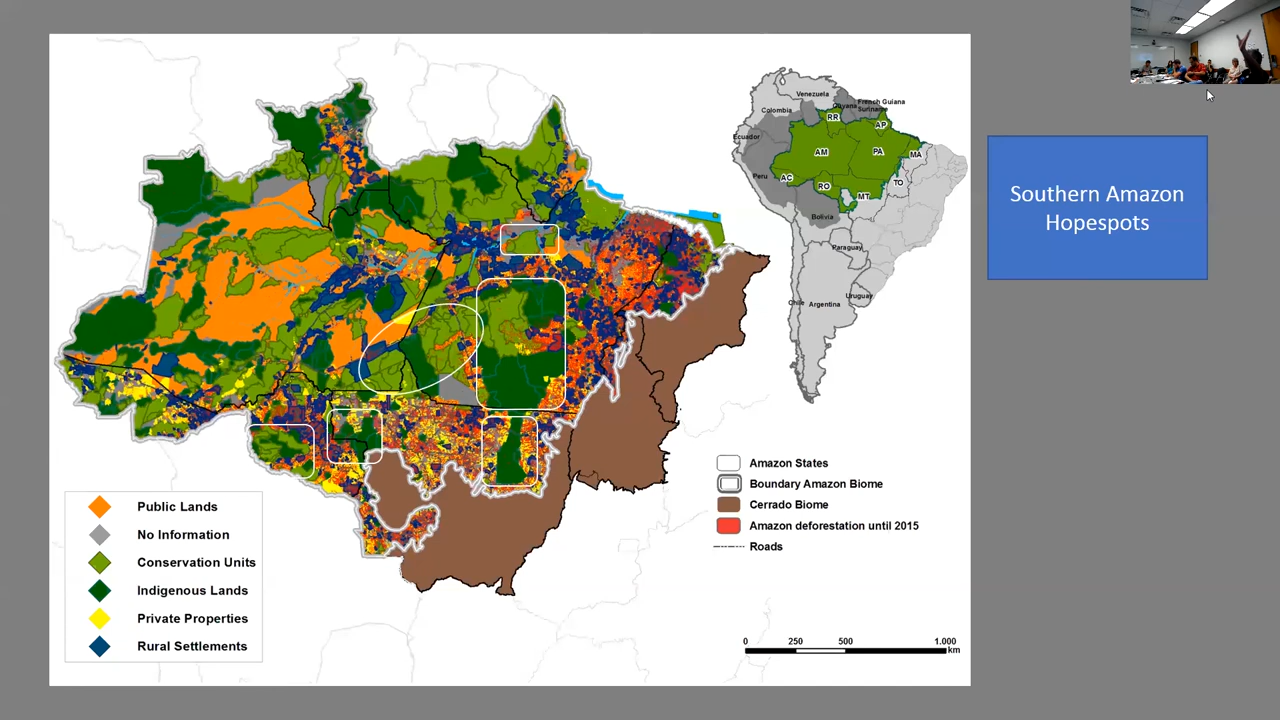 Southern Amazon
Hopespots
Venezuela
Guyana
French Guiana
Suriname
Colombia
RR
AP
Ecuador
AM
PA
MA
Peru
AC
RO
MT
TO
Bolivia
Paraguay
Chile
Argentina
Uruguay
Amazon States
Boundary Amazon Biome
Cerrado Biome
Amazon deforestation until 2015
Roads
Public Lands
No Information
Conservation Units
Indigenous Lands
Private Properties
Rural Settlements
0 250 500 1.000
km